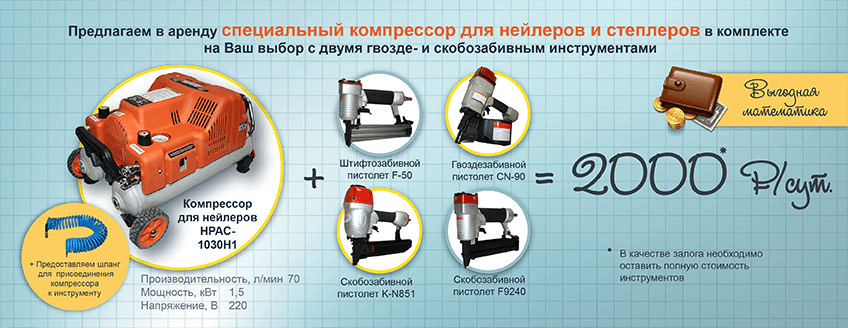 Предлагаем в аренду специальный компрессор для нейлеров и степлеров в комплекте
на Ваш выбор с двумя гвозде- и скобозабивным инструментами
Выгодная
математика
Штифтозабивной
пистолет F-50
Гвоздезабивной
пистолет CN-90
+
=
2000* Р/сут.
Компрессор
для нейлеров
HPAC-
1030H1
+ Предоставляем шланг
для присоединения
компрессора
к инструменту
Скобозабивной
пистолет K-N851
Скобозабивной
пистолет F9240
* В качестве залога необходимо
оставить полную стоимость
инструментов
Производительность, л/мин 70
Мощность, кВт 1,5
Напряжение, В 220